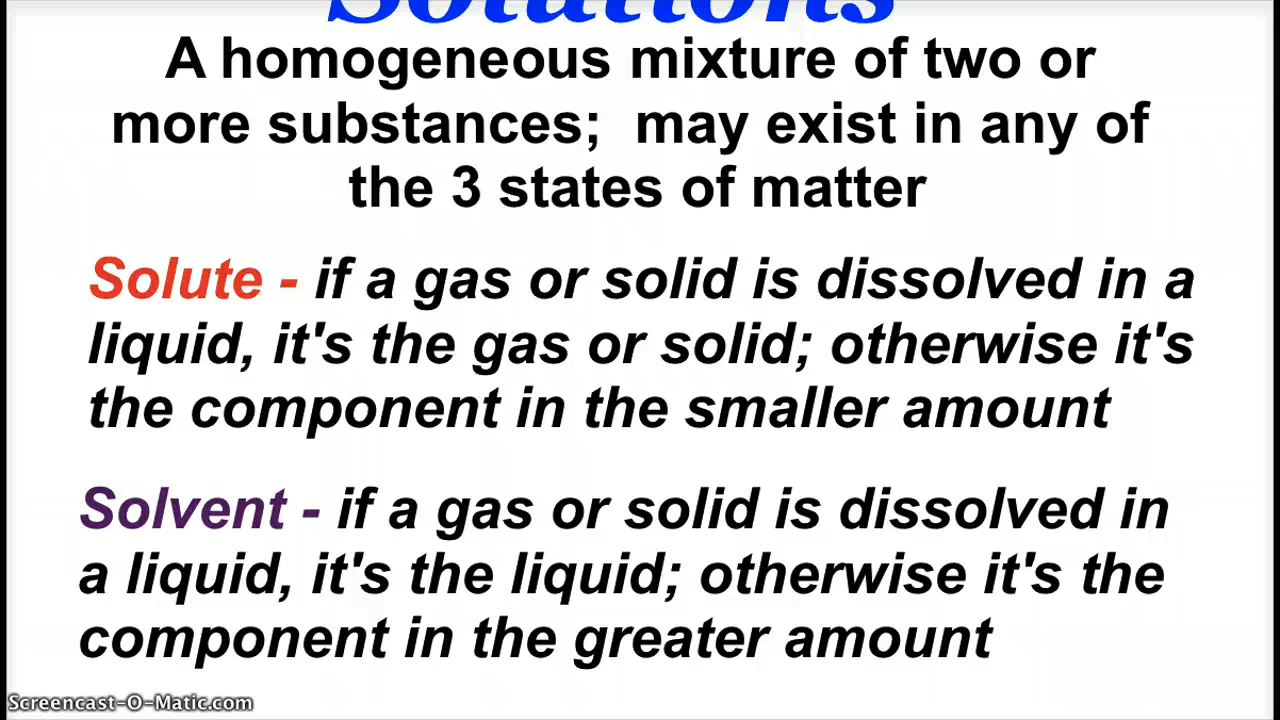 Solutions
A homogeneous mixture of two or
more substances;  may exist in any of
the 3 states of matter
Solute - if a gas or solid is dissolved in a
liquid, it's the gas or solid; otherwise it's
the component in the smaller amount
Solvent - if a gas or solid is dissolved in
a liquid, it's the liquid; otherwise it's the
component in the greater amount
Screencast-O-Matic.com